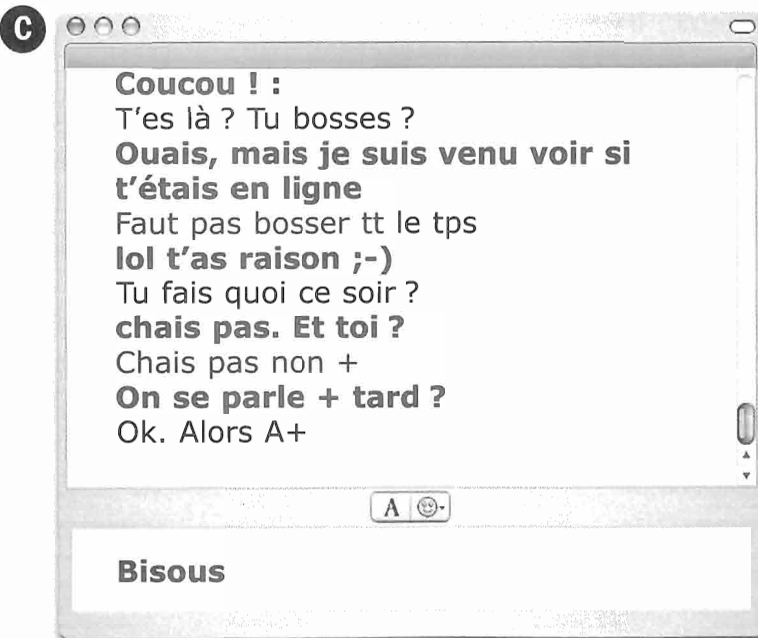 C
Coucou ! :
T'es là ? Tu bosses ?
Ouais, mais je suis venu voir si
t'étais en ligne
Faut pas bosser tt le tps
lol t'as raison ;-)
Tu fais quoi ce soir ?
chais pas. Et toi ?
Chais pas non +
On se parle + tard ?
Ok. Alors A+
A
Bisous